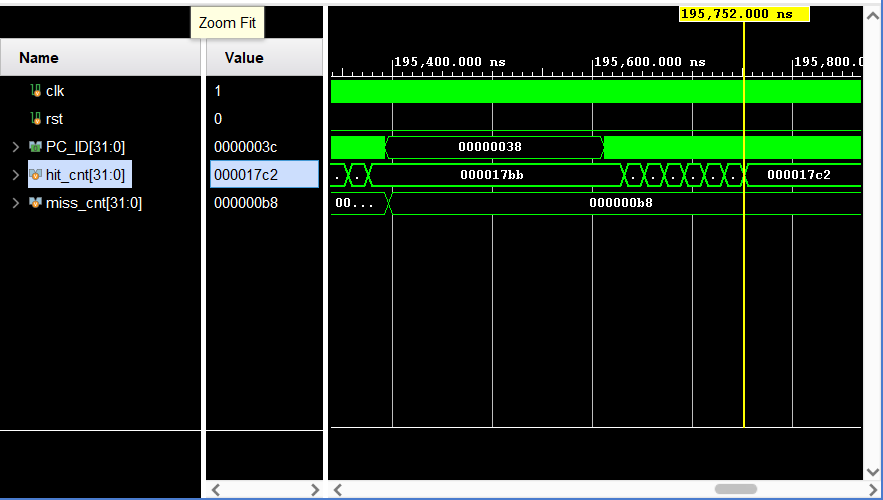 Zoom Fit
195,752.000 ns
Name
Value
195,400.000 ns
195,600.000 ns
195,800.0
clk
1
rst
0
PC_ID[31:0]
0000003c
00000038
hit_cnt[31:0]
000017c2
. . 000017bb . . . . . 000017c2
miss_cnt[31:0]
000000b8
00...
000000b8